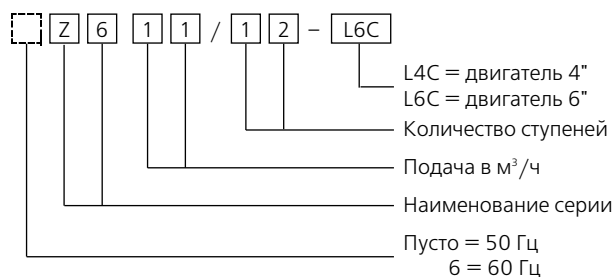 Z 6 1 1 / 1 2 - L6C
L4C = двигатель 4"
L6C = двигатель 6"
Количество ступеней
Подача в м³/ч
Наименование серии
Пусто = 50 Гц
6 = 60 Гц